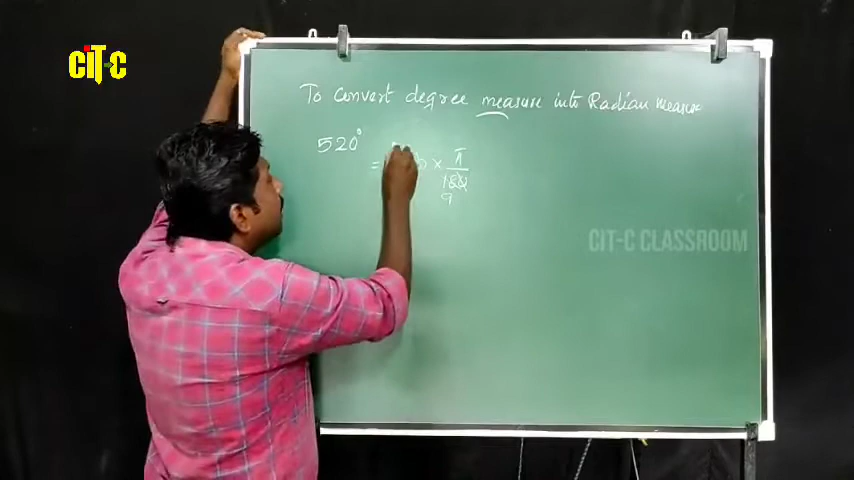 CIT-C
To convert degree measure into Radian measure
520°
= × π
180
9
CIT-C CLASSROOM